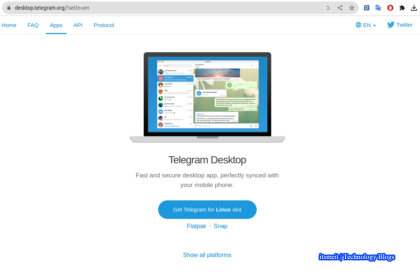 desktop.telegram.org/?setln=en
Home FAQ Apps API Protocol EN Twitter
Telegram Desktop
Fast and secure desktop app, perfectly synced with
your mobile phone.
Get Telegram for Linux x64
Flatpak · Snap
Show all platforms
itsmeit Technology Blogs